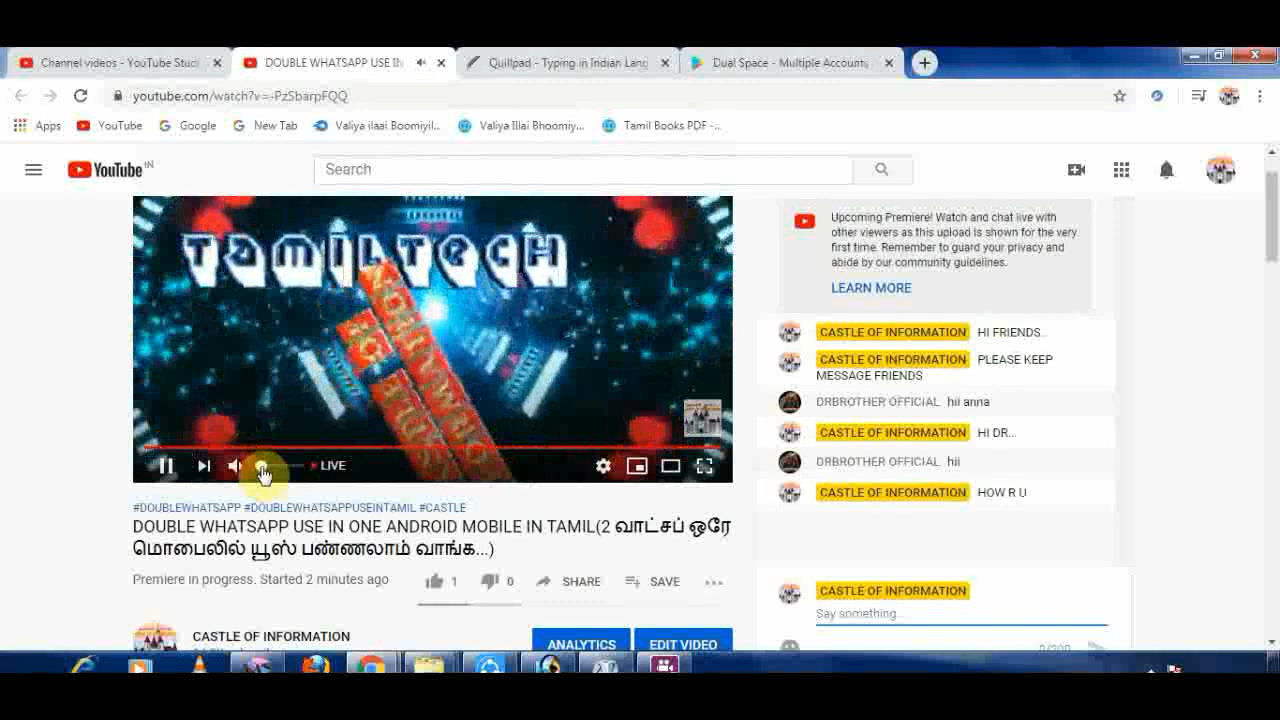 Channel videos - YouTube Studi
DOUBLE WHATSAPP USE IN
Quillpad - Typing in Indian Lang
Dual Space - Multiple Accounts
youtube.com/watch?v=-PzSbarpFQQ
Apps
YouTube
Google
New Tab
Valiya ilaai Boomiyil...
Valiya Illai Bhoomiy...
Tamil Books PDF -...
YouTube IN
Search
TAMILTECH
LIVE
Upcoming Premiere! Watch and chat live with
other viewers as this upload is shown for the very
first time. Remember to guard your privacy and
abide by our community guidelines.
LEARN MORE
CASTLE OF INFORMATION HI FRIENDS..
CASTLE OF INFORMATION PLEASE KEEP
MESSAGE FRIENDS
DRBROTHER OFFICIAL hii anna
CASTLE OF INFORMATION HI DR...
DRBROTHER OFFICIAL hii
CASTLE OF INFORMATION HOW R U
#DOUBLEWHATSAPP #DOUBLEWHATSAPPUSEINTAMIL #CASTLE
DOUBLE WHATSAPP USE IN ONE ANDROID MOBILE IN TAMIL(2 வாட்சப் ஒரே
மொபைலில் யூஸ் பண்ணலாம் வாங்க...)
Premiere in progress. Started 2 minutes ago
1
0
SHARE
SAVE
CASTLE OF INFORMATION
ANALYTICS
EDIT VIDEO
CASTLE OF INFORMATION
Say something...
0/200